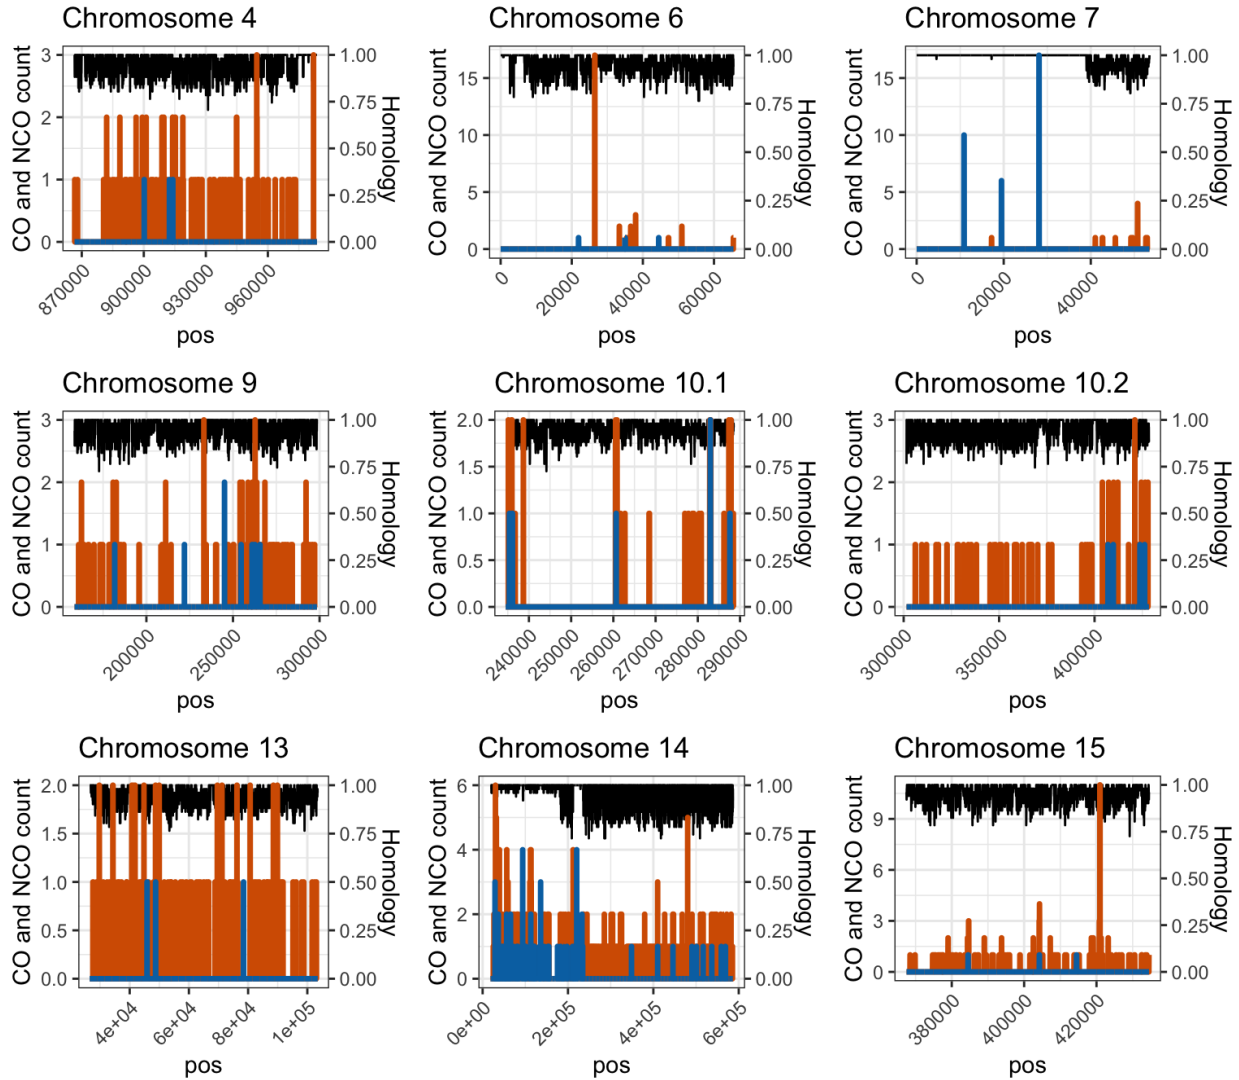 Chromosome 4
CO and NCO count
3
2
1
0
1.00
0.75
0.50
0.25
0.00
Homology
870000
900000
930000
960000
pos
Chromosome 6
CO and NCO count
15
10
5
0
1.00
0.75
0.50
0.25
0.00
Homology
0
20000
40000
60000
pos
Chromosome 7
CO and NCO count
15
10
5
0
1.00
0.75
0.50
0.25
0.00
Homology
0
20000
40000
pos
Chromosome 9
CO and NCO count
3
2
1
0
1.00
0.75
0.50
0.25
0.00
Homology
200000
250000
300000
pos
Chromosome 10.1
CO and NCO count
2.0
1.5
1.0
0.5
0.0
1.00
0.75
0.50
0.25
0.00
Homology
240000
250000
260000
270000
280000
290000
pos
Chromosome 10.2
CO and NCO count
3
2
1
0
1.00
0.75
0.50
0.25
0.00
Homology
300000
350000
400000
pos
Chromosome 13
CO and NCO count
2.0
1.5
1.0
0.5
0.0
1.00
0.75
0.50
0.25
0.00
Homology
4e+04
6e+04
8e+04
1e+05
pos
Chromosome 14
CO and NCO count
6
4
2
0
1.00
0.75
0.50
0.25
0.00
Homology
0e+00
2e+05
4e+05
6e+05
pos
Chromosome 15
CO and NCO count
9
6
3
0
1.00
0.75
0.50
0.25
0.00
Homology
380000
400000
420000
pos